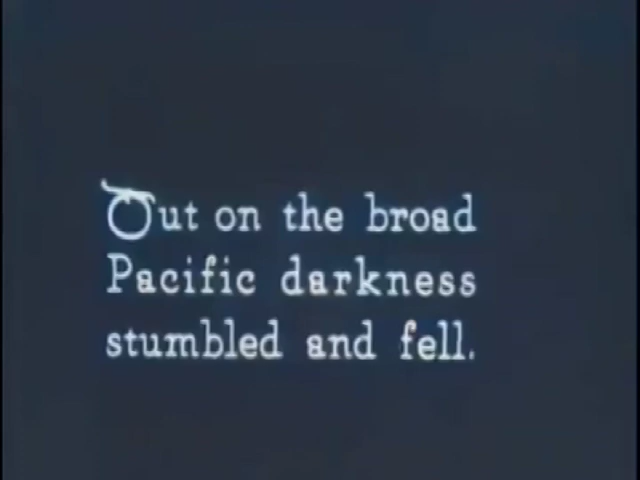 Out on the broad
Pacific darkness
stumbled and fell.